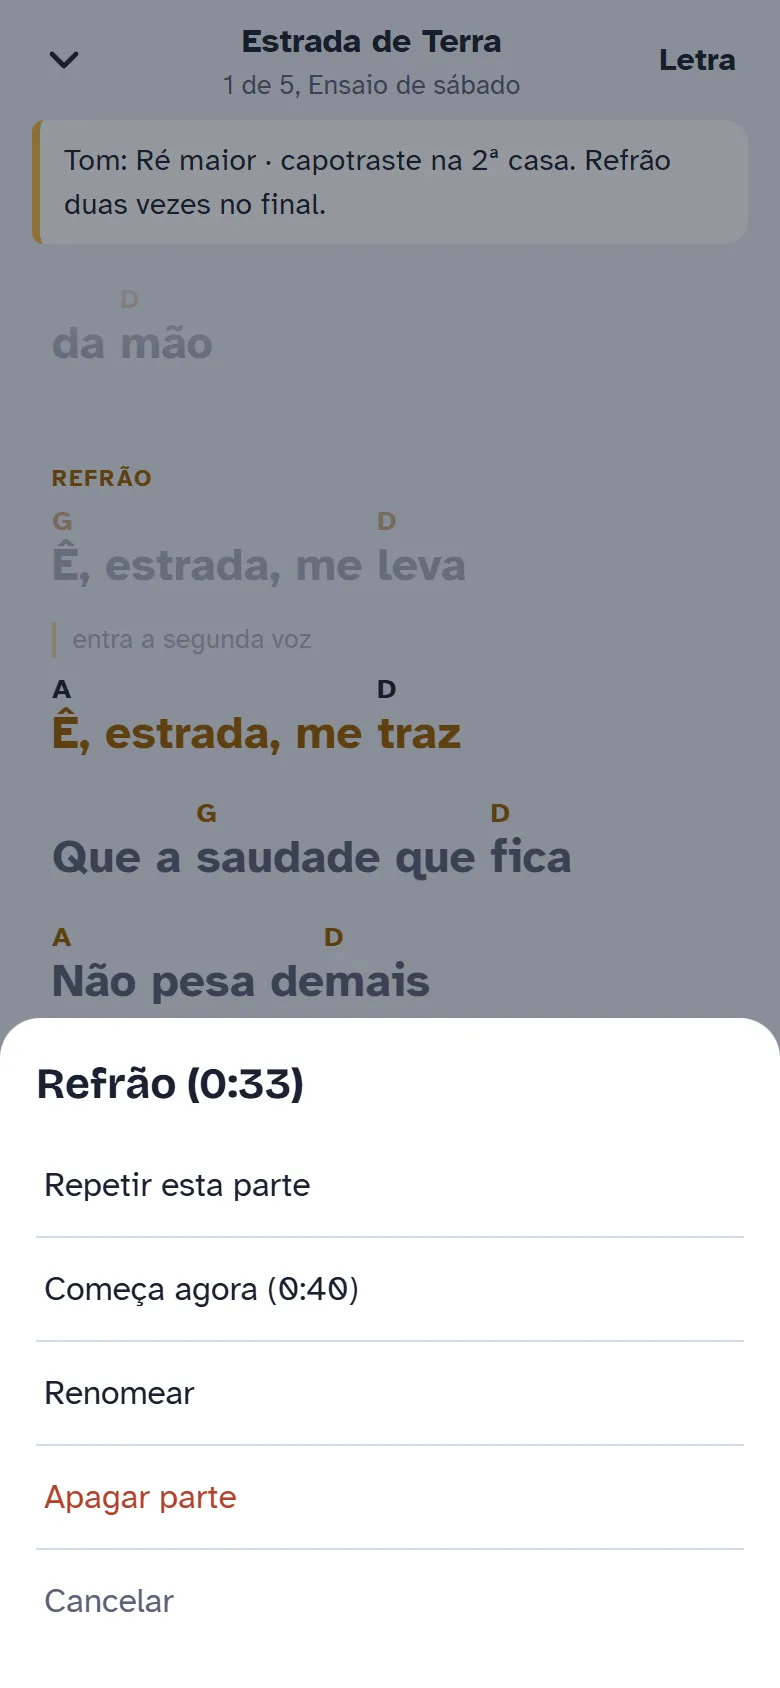 Estrada de Terra
1 de 5, Ensaio de sábado
Letra
Tom: Ré maior · capotraste na 2ª casa. Refrão
duas vezes no final.
D
da mão
REFRÃO
G D
Ê, estrada, me leva
entra a segunda voz
A D
Ê, estrada, me traz
G D
Que a saudade que fica
A D
Não pesa demais
Refrão (0:33)
Repetir esta parte
Começa agora (0:40)
Renomear
Apagar parte
Cancelar